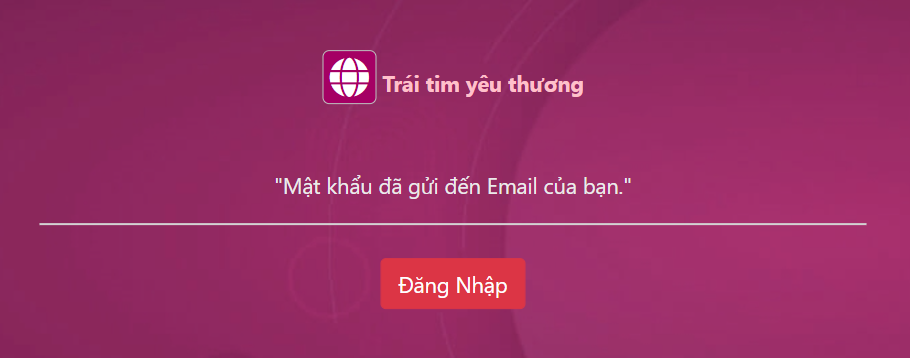 Trái tim yêu thương
"Mật khẩu đã gửi đến Email của bạn."
Đăng Nhập